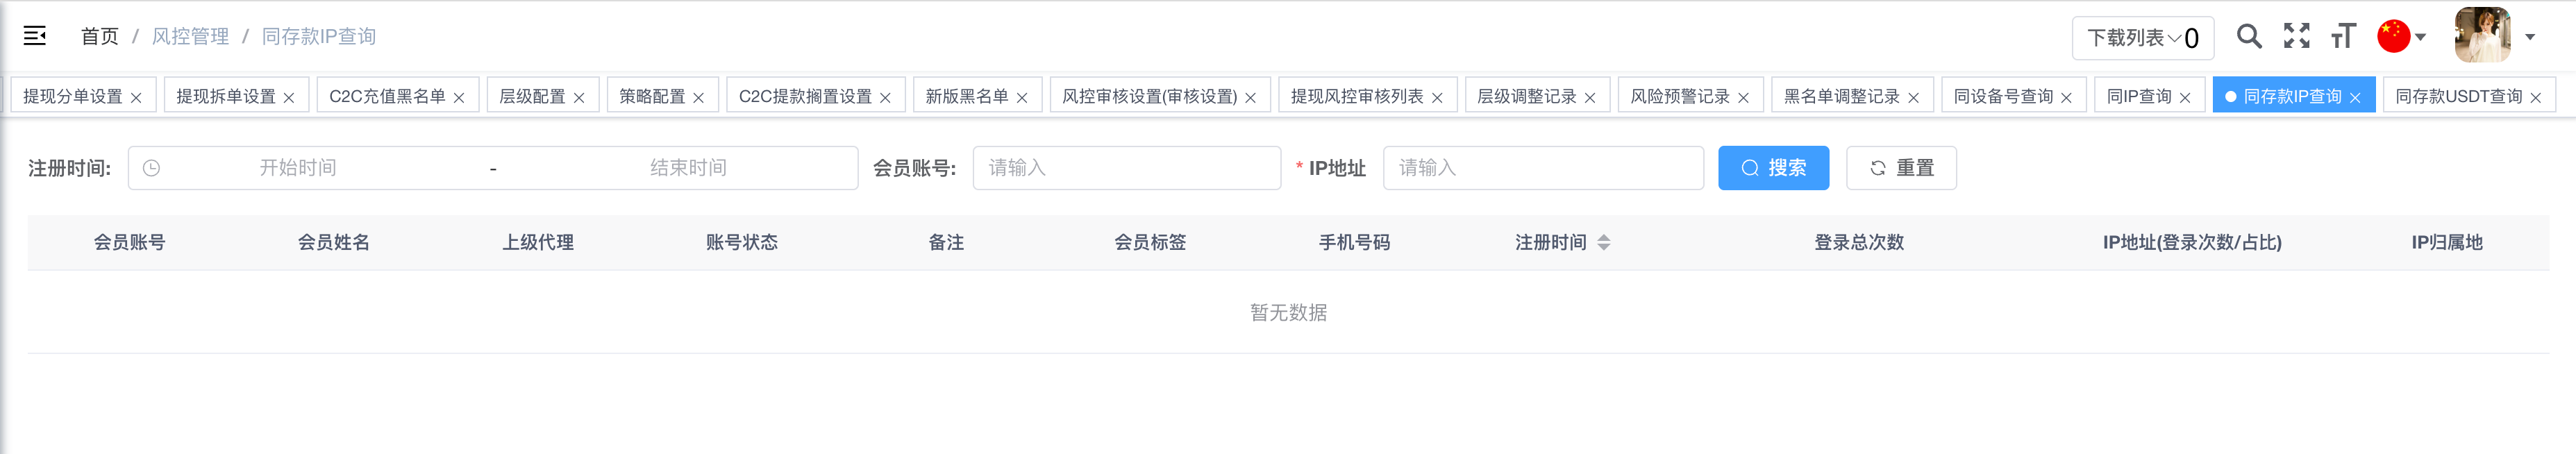 首页 / 风控管理 / 同存款IP查询 下载列表 0
提现分单设置 提现拆单设置 C2C充值黑名单 层级配置 策略配置 C2C提款搁置设置 新版黑名单 风控审核设置(审核设置) 提现风控审核列表 层级调整记录 风险预警记录 黑名单调整记录 同设备号查询 同IP查询 同存款IP查询 同存款USDT查询
注册时间: 开始时间 - 结束时间 会员账号: 请输入 * IP地址 请输入 搜索 重置
会员账号 会员姓名 上级代理 账号状态 备注 会员标签 手机号码 注册时间 登录总次数 IP地址(登录次数/占比) IP归属地
暂无数据